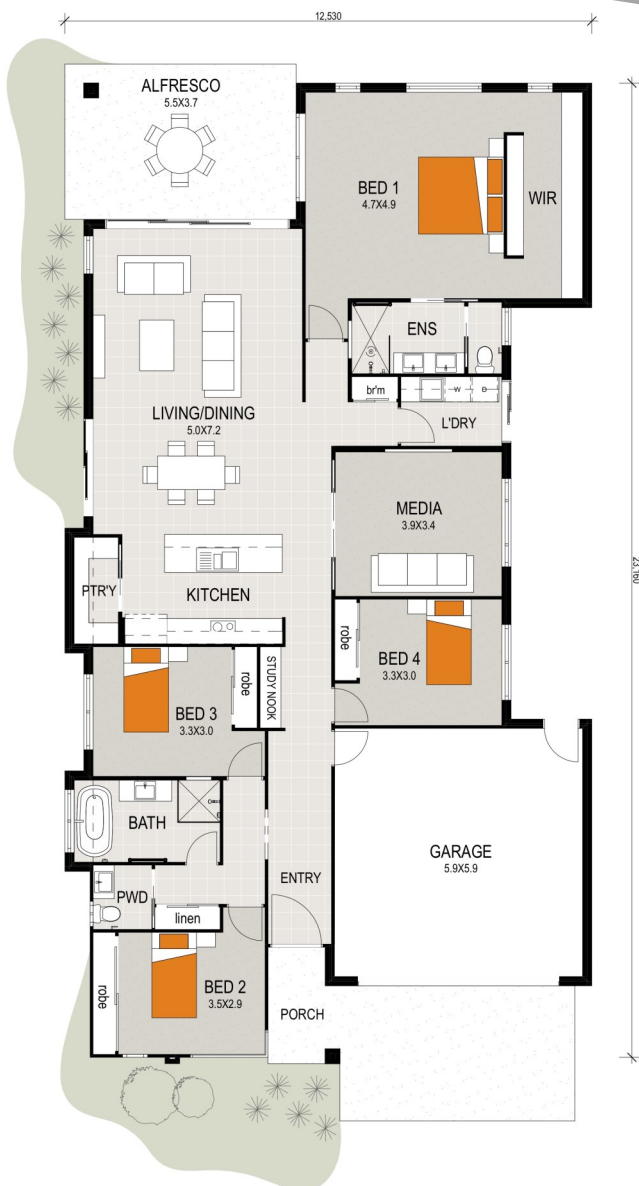 12,530
ALFRESCO
5.5X3.7
BED 1
4.7X4.9
WIR
ENS
br'm
W
D
L'DRY
LIVING/DINING
5.0X7.2
MEDIA
3.9X3.4
23,160
PTR'Y
KITCHEN
robe
BED 4
3.3X3.0
STUDY NOOK
robe
BED 3
3.3X3.0
BATH
GARAGE
5.9X5.9
ENTRY
PWD
linen
robe
BED 2
3.5X2.9
PORCH